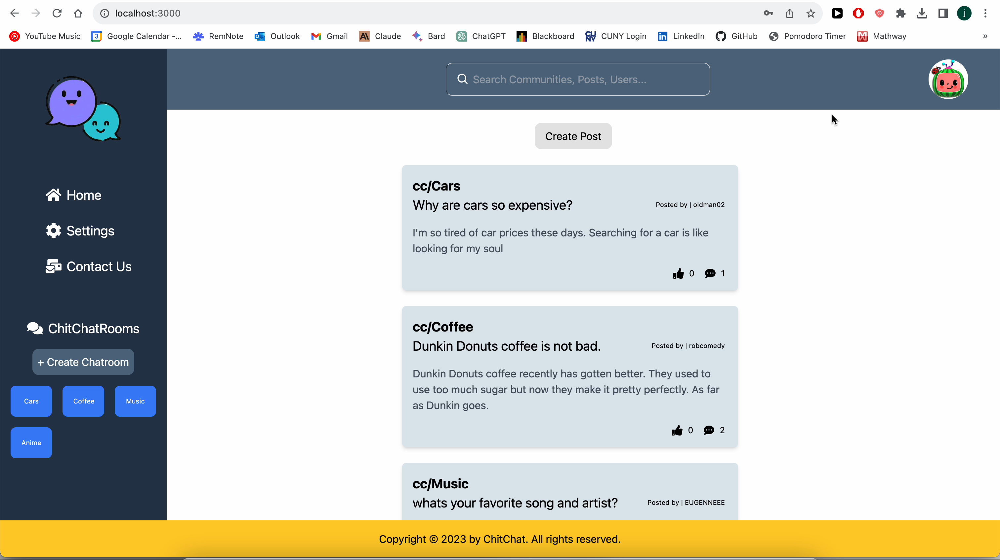 localhost:3000
YouTube Music
3 Google Calendar -...
RemNote
Outlook
Gmail
Claude
Bard
ChatGPT
Blackboard
CUNY CUNY Login
in LinkedIn
GitHub
Pomodoro Timer
Mathway
»
j
Search Communities, Posts, Users...
Home
Settings
Contact Us
ChitChatRooms
+ Create Chatroom
Cars
Coffee
Music
Anime
Create Post
cc/Cars
Why are cars so expensive?
Posted by | oldman02
I'm so tired of car prices these days. Searching for a car is like
looking for my soul
0 1
cc/Coffee
Dunkin Donuts coffee is not bad.
Posted by | robcomedy
Dunkin Donuts coffee recently has gotten better. They used to
use too much sugar but now they make it pretty perfectly. As far
as Dunkin goes.
0 2
cc/Music
whats your favorite song and artist?
Posted by | EUGENNEEE
Copyright © 2023 by ChitChat. All rights reserved.